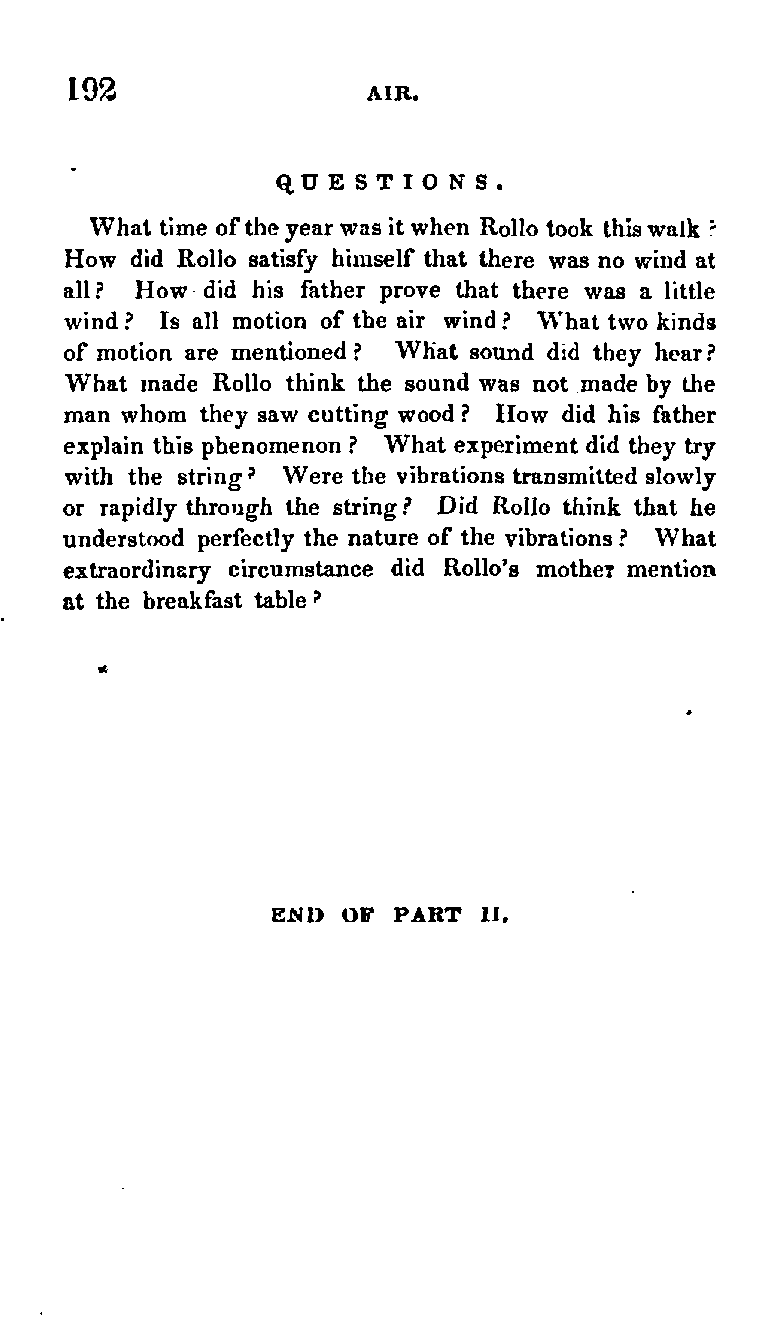 192 AIR.
QUESTIONS.
What time of the year was it when Rollo took this walk?
How did Rollo satisfy himself that there was no wind at
all? How did his father prove that there was a little
wind? Is all motion of the air wind? What two kinds
of motion are mentioned? What sound did they hear?
What made Rollo think the sound was not made by the
man whom they saw cutting wood? How did his father
explain this phenomenon? What experiment did they try
with the string? Were the vibrations transmitted slowly
or rapidly through the string? Did Rollo think that he
understood perfectly the nature of the vibrations? What
extraordinary circumstance did Rollo's mother mention
at the breakfast table?
END OF PART II.